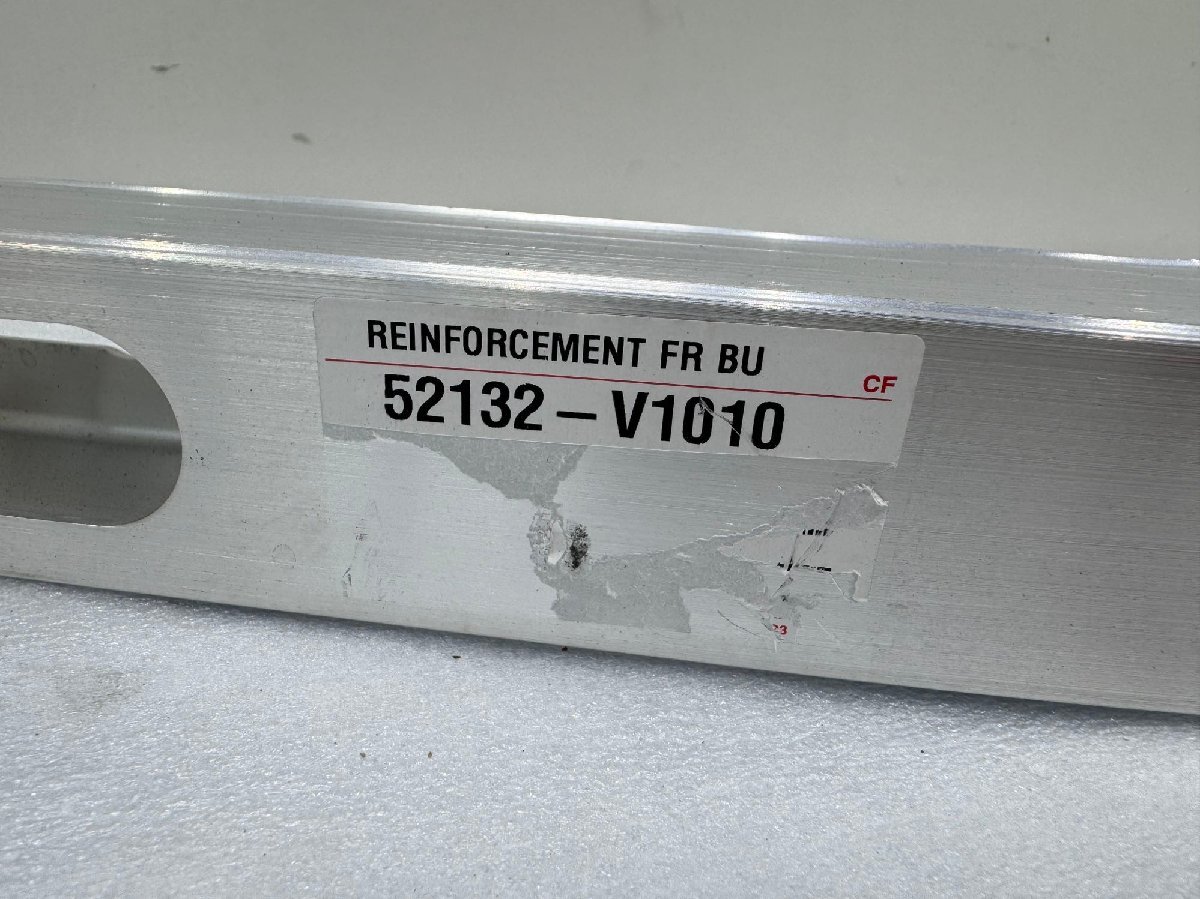 REINFORCEMENT FR BU
CF
52132-V1010